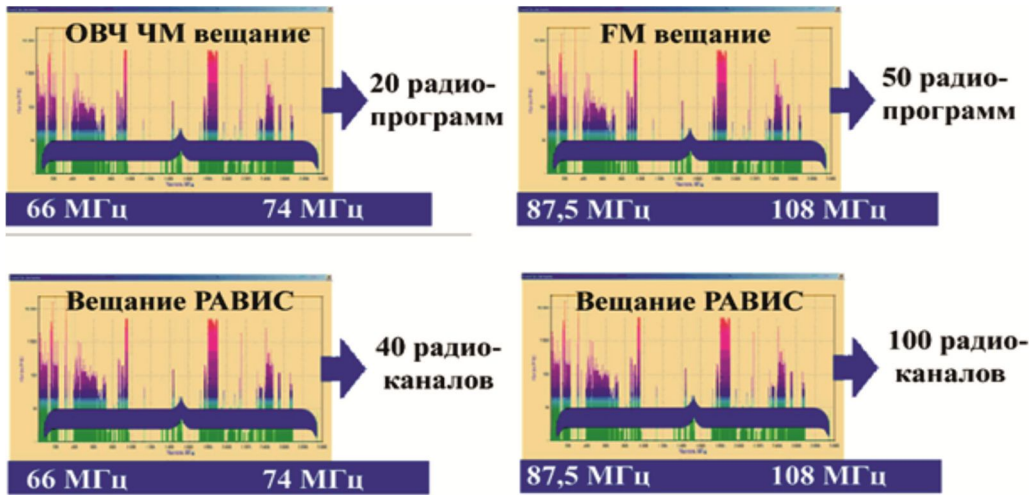 ОВЧ ЧМ вещание
20 радио-
программ
66 МГц 74 МГц
FM вещание
50 радио-
программ
87,5 МГц 108 МГц
Вещание РАВИС
40 радио-
каналов
66 МГц 74 МГц
Вещание РАВИС
100 радио-
каналов
87,5 МГц 108 МГц